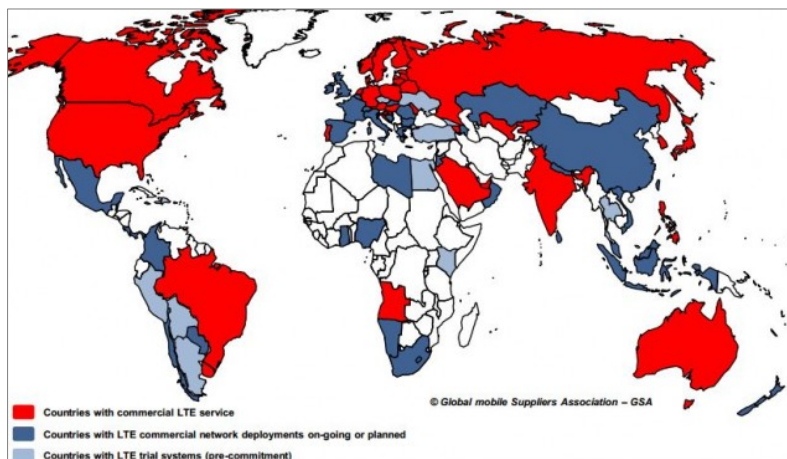 © Global mobile Suppliers Association – GSA
Countries with commercial LTE service
Countries with LTE commercial network deployments on-going or planned
Countries with LTE trial systems (pre-commitment)